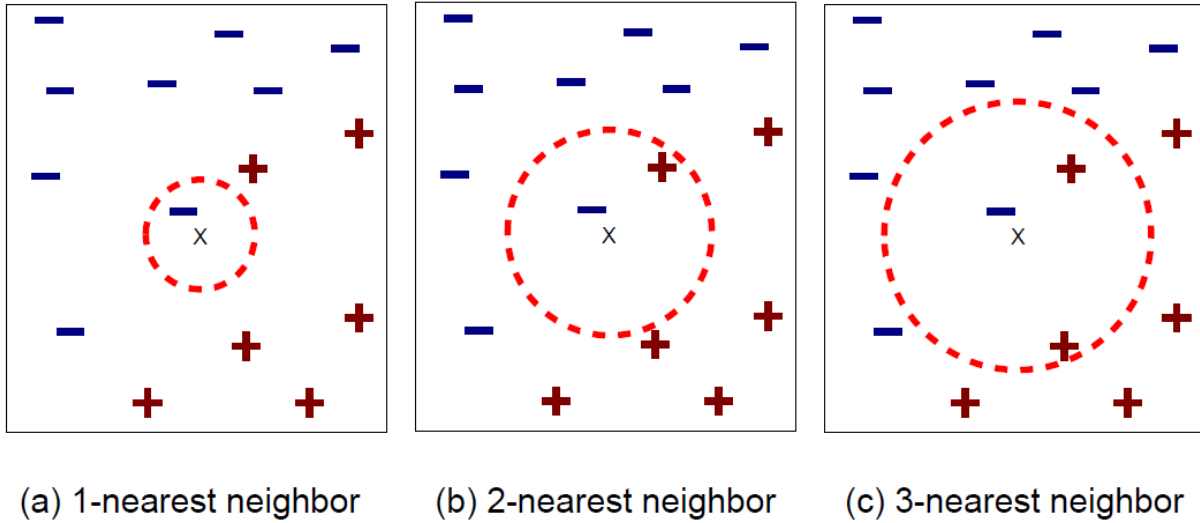 X
X
X
(a) 1-nearest neighbor
(b) 2-nearest neighbor
(c) 3-nearest neighbor